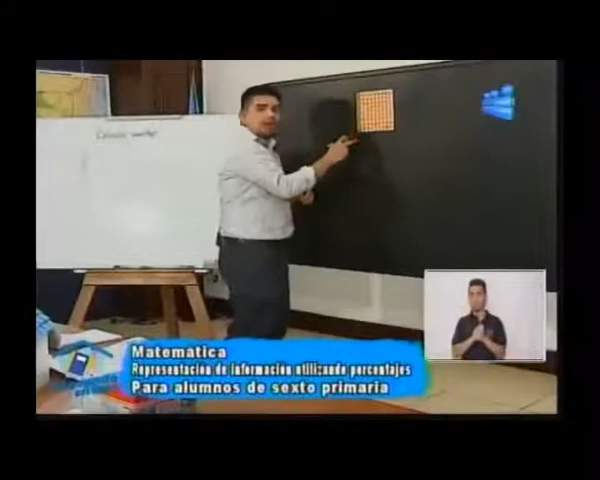 Matemática
Representación de información utilizando porcentajes
Para alumnos de sexto primaria